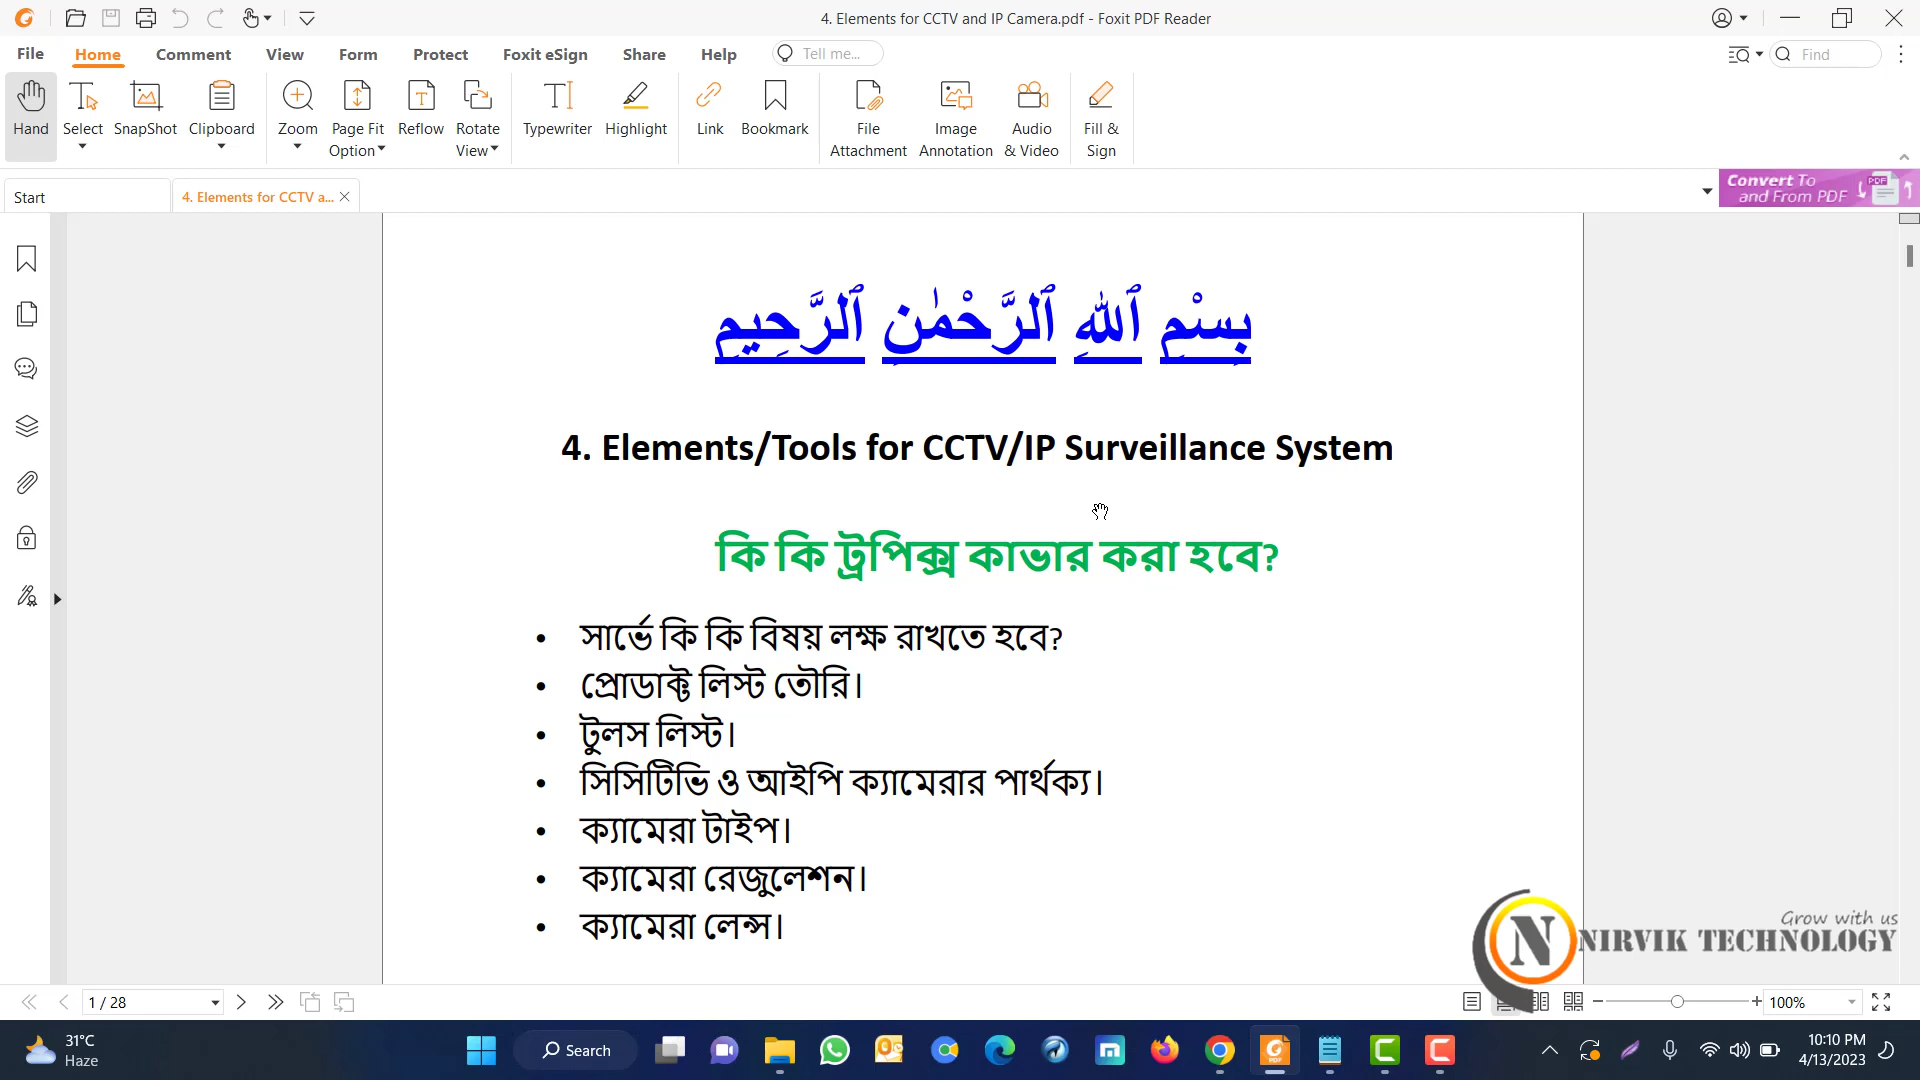 4. Elements for CCTV and IP Camera.pdf - Foxit PDF Reader
File Home Comment View Form Protect Foxit eSign Share Help Tell me... Find
Hand Select SnapShot Clipboard Zoom Page Fit Option Reflow Rotate View Typewriter Highlight Link Bookmark File Attachment Image Annotation Audio & Video Fill & Sign
Start 4. Elements for CCTV a...
Convert To
and From PDF
PDF
بِسْمِ ٱللهِ ٱلرَّحْمٰنِ ٱلرَّحِيمِ
4. Elements/Tools for CCTV/IP Surveillance System
কি কি ট্রপিক্স কাভার করা হবে?
• সার্ভে কি কি বিষয় লক্ষ রাখতে হবে?
• প্রোডাক্ট লিস্ট তৌরি।
• টুলস লিস্ট।
• সিসিটিভি ও আইপি ক্যামেরার পার্থক্য।
• ক্যামেরা টাইপ।
• ক্যামেরা রেজুলেশন।
• ক্যামেরা লেন্স।
Grow with us
N NIRVIK TECHNOLOGY
1 / 28
100%
31°C
Haze
Search
10:10 PM
4/13/2023